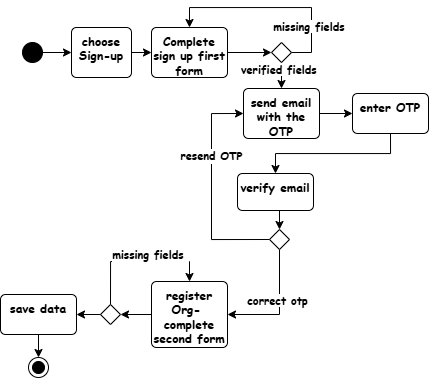 missing fields
choose
Sign-up
Complete
sign up first
form
verified fields
send email
with the
OTP
enter OTP
resend OTP
verify email
missing fields
correct otp
save data
register
Org-
complete
second form